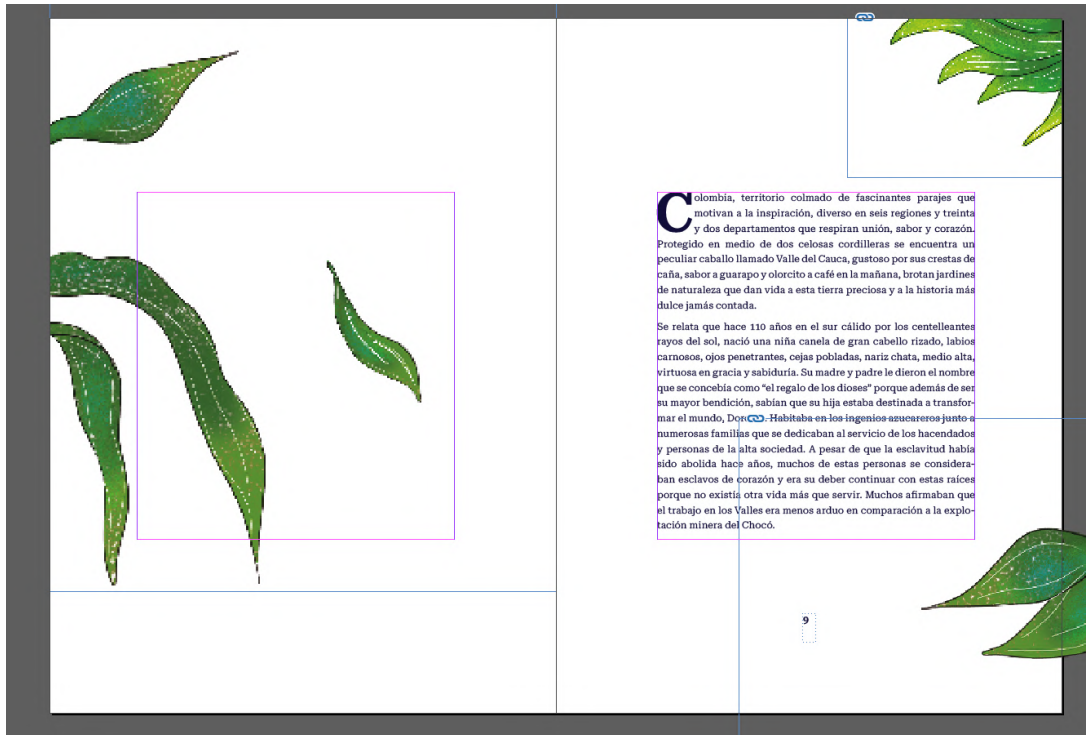 Colombia, territorio colmado de fascinantes parajes que
motivan a la inspiración, diverso en seis regiones y treinta
y dos departamentos que respiran unión, sabor y corazón.
Protegido en medio de dos celosas cordilleras se encuentra un
peculiar caballo llamado Valle del Cauca, gustoso por sus crestas de
caña, sabor a guarapo y olorcito a café en la mañana, brotan jardines
de naturaleza que dan vida a esta tierra preciosa y a la historia más
dulce jamás contada.
Se relata que hace 110 años en el sur cálido por los centelleantes
rayos del sol, nació una niña canela de gran cabello rizado, labios
carnosos, ojos penetrantes, cejas pobladas, nariz chata, medio alta,
virtuosa en gracia y sabiduría. Su madre y padre le dieron el nombre
que se concebía como “el regalo de los dioses” porque además de ser
su mayor bendición, sabían que su hija estaba destinada a transfor-
mar el mundo, Habitaba en los ingenios azucareros junto a
numerosas familias que se dedicaban al servicio de los hacendados
y personas de la alta sociedad. A pesar de que la esclavitud había
sido abolida hace años, muchos de estas personas se considera-
ban esclavos de corazón y era su deber continuar con estas raíces
porque no existía otra vida más que servir. Muchos afirmaban que
el trabajo en los Valles era menos arduo en comparación a la explo-
tación minera del Chocó.
9